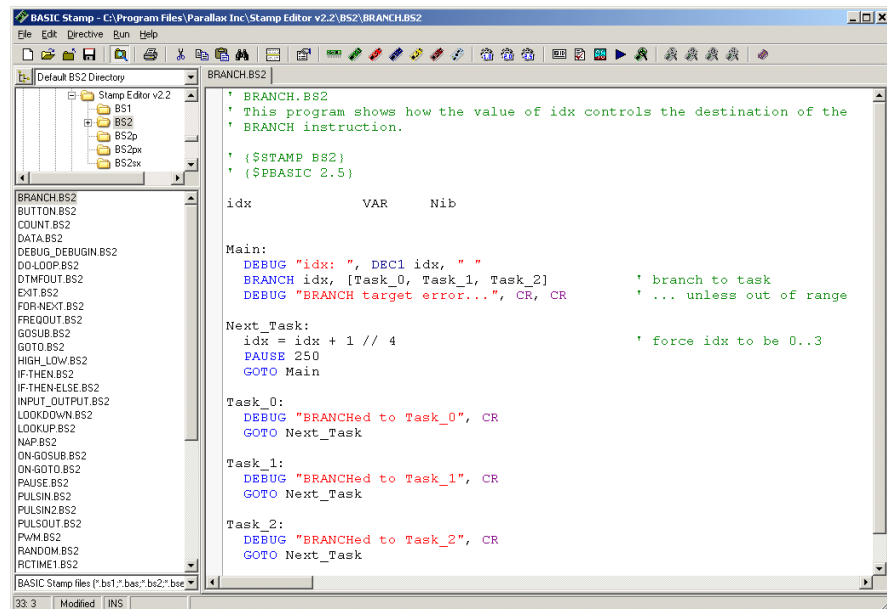 BASIC Stamp - C:\Program Files\Parallax Inc\Stamp Editor v2.2\BS2\BRANCH.BS2
File Edit Directive Run Help
Default BS2 Directory
BRANCH.BS2
Stamp Editor v2.2
BS1
BS2
BS2p
BS2px
BS2sx
BRANCH.BS2
BUTTON.BS2
COUNT.BS2
DATA.BS2
DEBUG_DEBUGIN.BS2
DO-LOOP.BS2
DTMFOUT.BS2
EXIT.BS2
FOR-NEXT.BS2
FREQOUT.BS2
GOSUB.BS2
GOTO.BS2
HIGH_LOW.BS2
IF-THEN.BS2
IF-THEN-ELSE.BS2
INPUT_OUTPUT.BS2
LOOKDOWN.BS2
LOOKUP.BS2
NAP.BS2
ON-GOSUB.BS2
ON-GOTO.BS2
PAUSE.BS2
PULSIN.BS2
PULSIN2.BS2
PULSOUT.BS2
PWM.BS2
RANDOM.BS2
RCTIME1.BS2
BASIC Stamp files (*.bs1;*.bas;*.bs2;*.bse
' BRANCH.BS2
' This program shows how the value of idx controls the destination of the
' BRANCH instruction.
' {$STAMP BS2}
' {$PBASIC 2.5}
idx VAR Nib
Main:
DEBUG "idx: ", DEC1 idx, " "
BRANCH idx, [Task_0, Task_1, Task_2] ' branch to task
DEBUG "BRANCH target error...", CR, CR ' ... unless out of range
Next_Task:
idx = idx + 1 // 4 ' force idx to be 0..3
PAUSE 250
GOTO Main
Task_0:
DEBUG "BRANCHed to Task_0", CR
GOTO Next_Task
Task_1:
DEBUG "BRANCHed to Task_1", CR
GOTO Next_Task
Task_2:
DEBUG "BRANCHed to Task_2", CR
GOTO Next_Task
33: 3 Modified INS